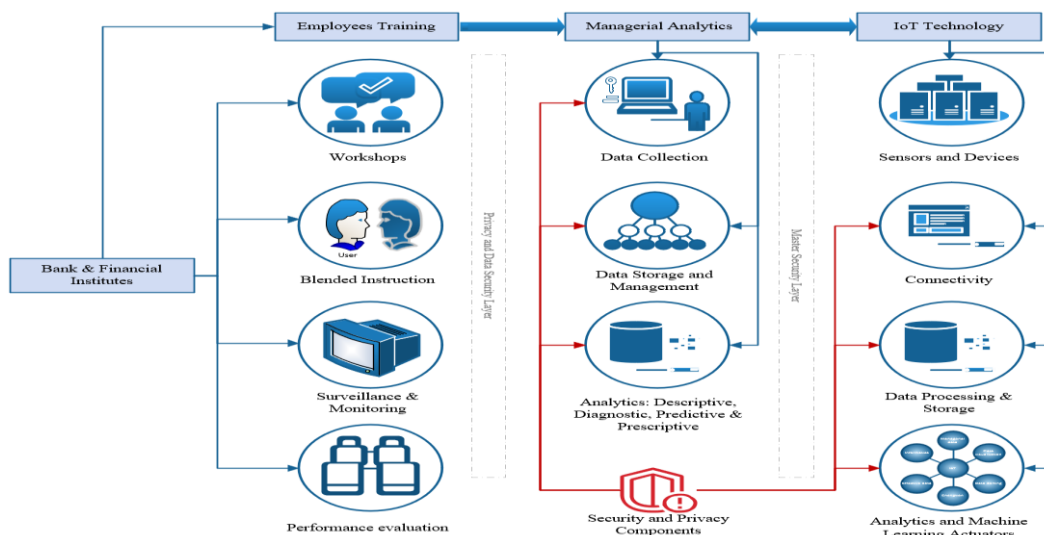 Employees Training
Managerial Analytics
IoT Technology
Workshops
Data Collection
Sensors and Devices
User
Bank & Financial
Institutes
Blended Instruction
Privacy and Data Security Layer
Data Storage and
Management
Master Security Layer
Connectivity
Surveillance &
Monitoring
Analytics: Descriptive,
Diagnostic, Predictive &
Prescriptive
Data Processing &
Storage
Performance evaluation
Security and Privacy
Components
Analytics and Machine
Learning Actuators